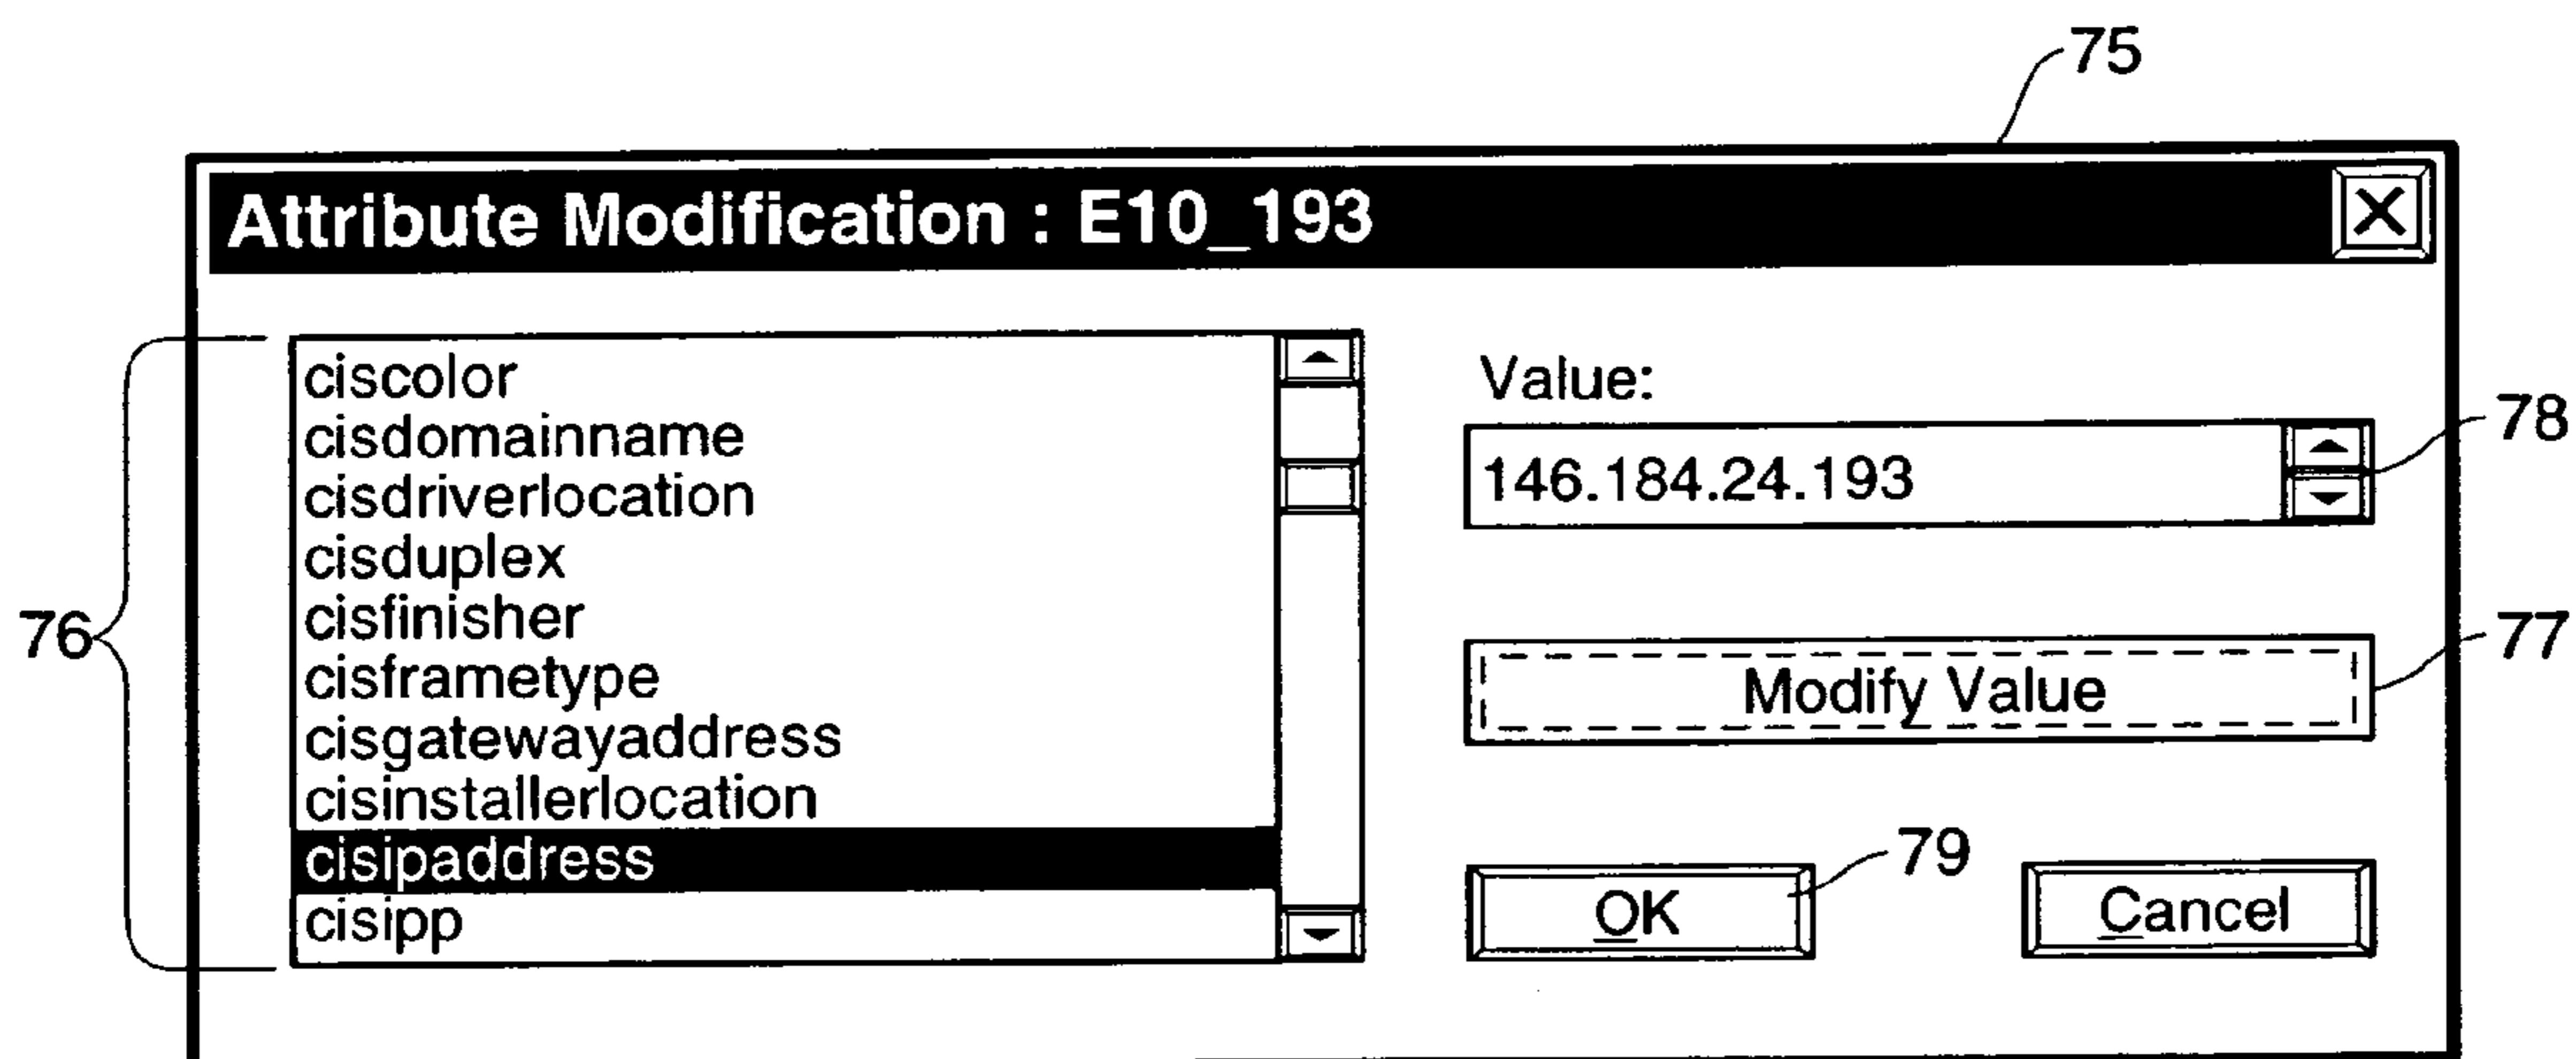 75
Attribute Modification : E10_193
76
ciscolor
cisdomainname
cisdriverlocation
cisduplex
cisfinisher
cisframetype
cisgatewayaddress
cisinstallerlocation
cisipaddress
cisipp
Value:
146.184.24.193
78
Modify Value
77
OK
79
Cancel